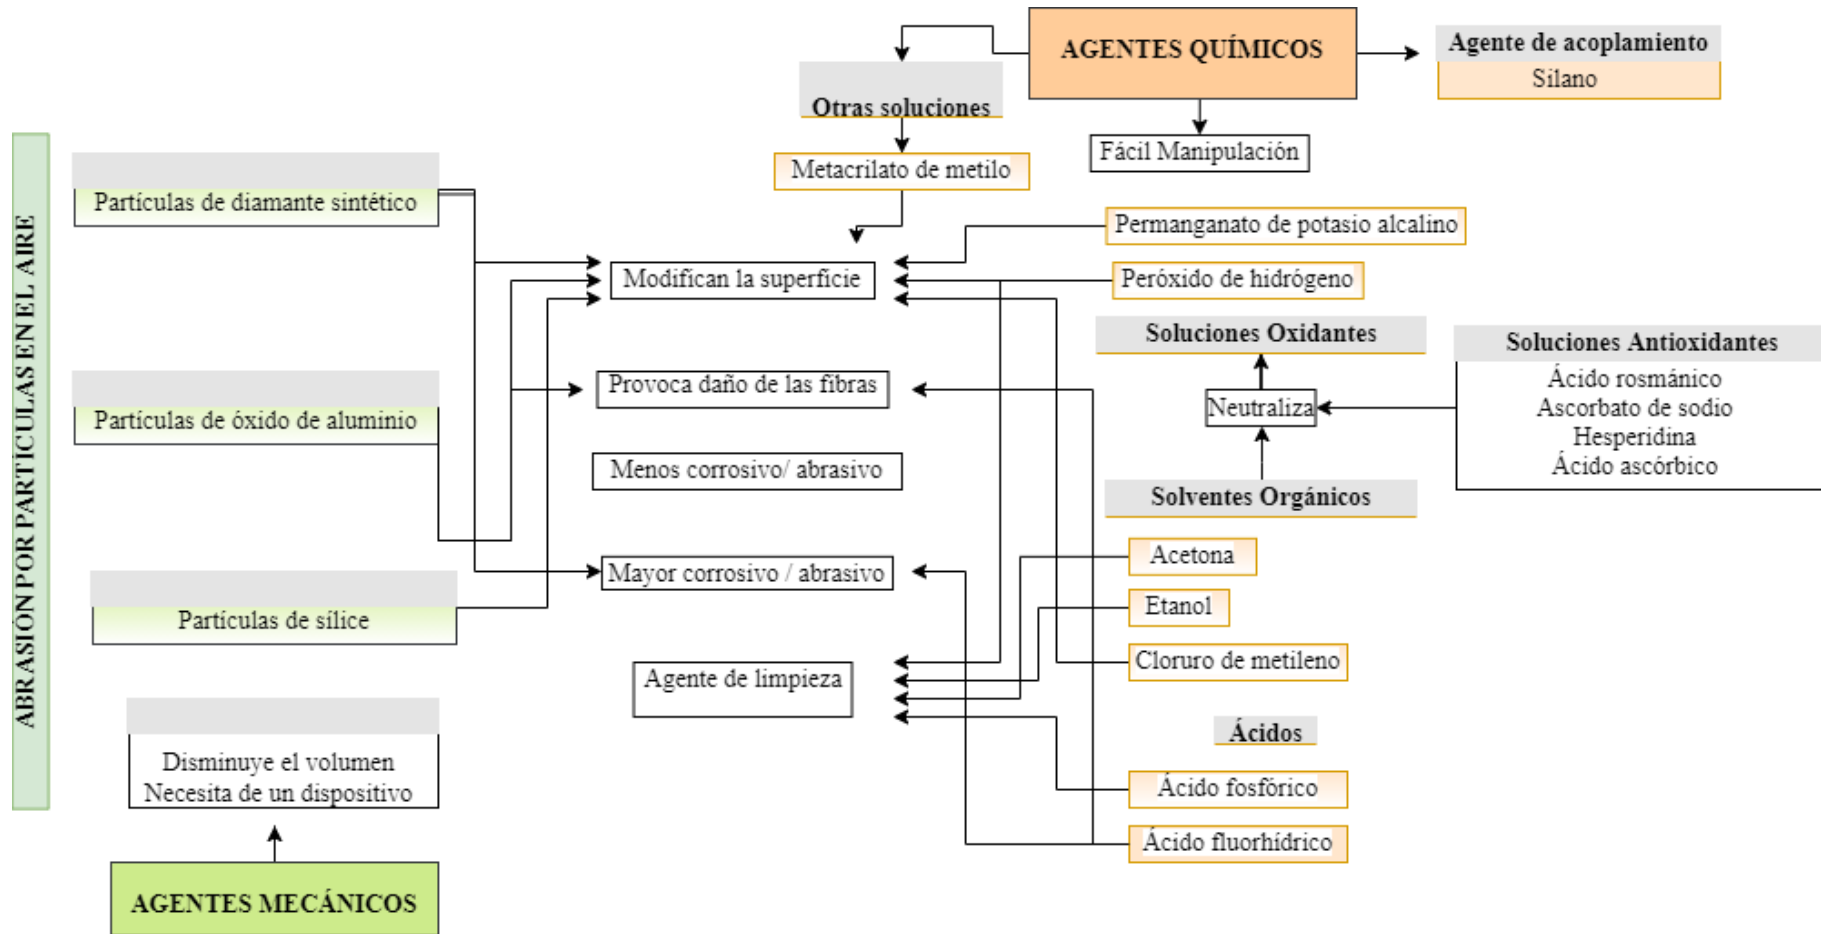 AGENTES QUÍMICOS
Agente de acoplamiento
Silano
Otras soluciones
Fácil Manipulación
Metacrilato de metilo
ABRASIÓN POR PARTÍCULAS EN EL AIRE
Partículas de diamante sintético
Permanganato de potasio alcalino
Modifícan la superfície
Peróxido de hidrógeno
Soluciones Oxidantes
Soluciones Antioxidantes
Ácido rosmánico
Ascorbato de sodio
Hesperidina
Ácido ascórbico
Provoca daño de las fibras
Neutraliza
Partículas de óxido de aluminio
Menos corrosivo/ abrasivo
Solventes Orgánicos
Acetona
Mayor corrosivo / abrasivo
Etanol
Partículas de sílice
Cloruro de metileno
Agente de limpieza
Ácidos
Disminuye el volumen
Necesita de un dispositivo
Ácido fosfórico
Ácido fluorhídrico
AGENTES MECÁNICOS